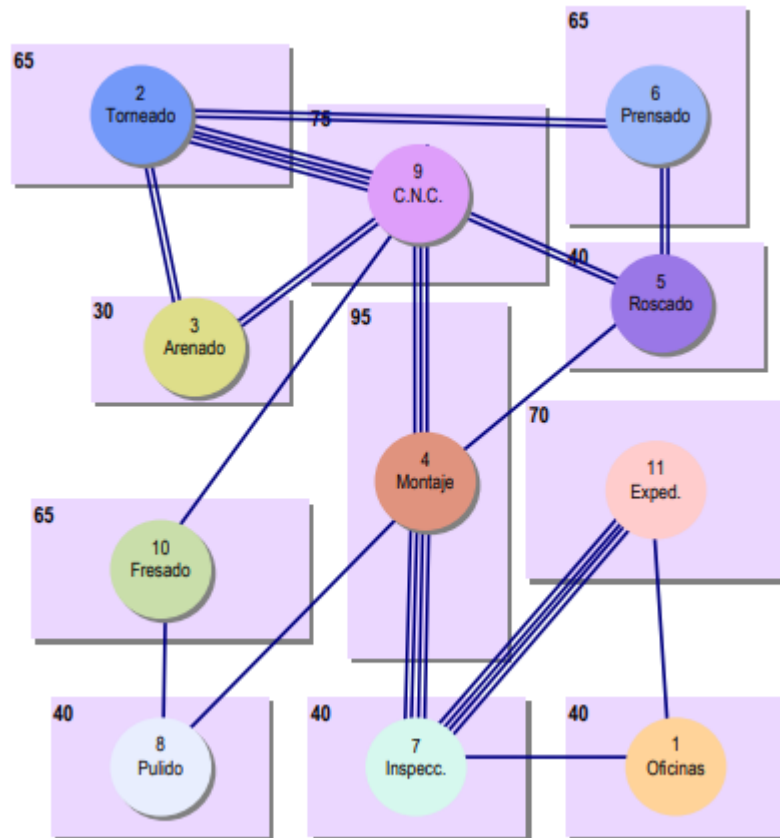 65
2
Torneado
65
6
Prensado
75
9
C.N.C.
40
5
Roscado
30
3
Arenado
95
4
Montaje
70
11
Exped.
65
10
Fresado
40
8
Pulido
40
7
Inspecc.
40
1
Oficinas